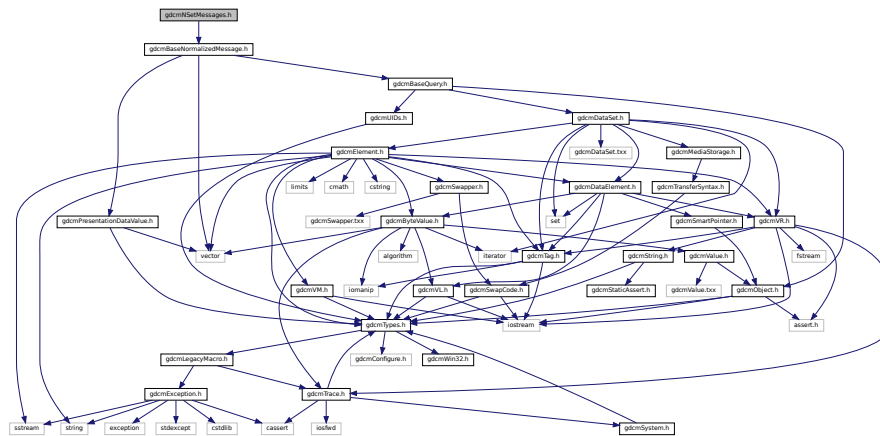 gdcmNSetMessages.h
gdcmBaseNormalizedMessage.h
gdcmBaseQuery.h
gdcmUIDs.h
gdcmDataSet.h
gdcmElement.h
gdcmDataSet.txx
gdcmMediaStorage.h
limits
cmath
cstring
gdcmSwapper.h
gdcmDataElement.h
gdcmTransferSyntax.h
gdcmPresentationDataValue.h
gdcmSwapper.txx
gdcmByteValue.h
set
gdcmSmartPointer.h
gdcmVR.h
vector
algorithm
iterator
gdcmTag.h
gdcmString.h
gdcmValue.h
fstream
gdcmVM.h
iomanip
gdcmVL.h
gdcmSwapCode.h
gdcmStaticAssert.h
gdcmValue.txx
gdcmObject.h
gdcmTypes.h
iostream
assert.h
gdcmLegacyMacro.h
gdcmConfigure.h
gdcmWin32.h
gdcmException.h
gdcmTrace.h
sstream
string
exception
stdexcept
cstdlib
cassert
iosfwd
gdcmSystem.h